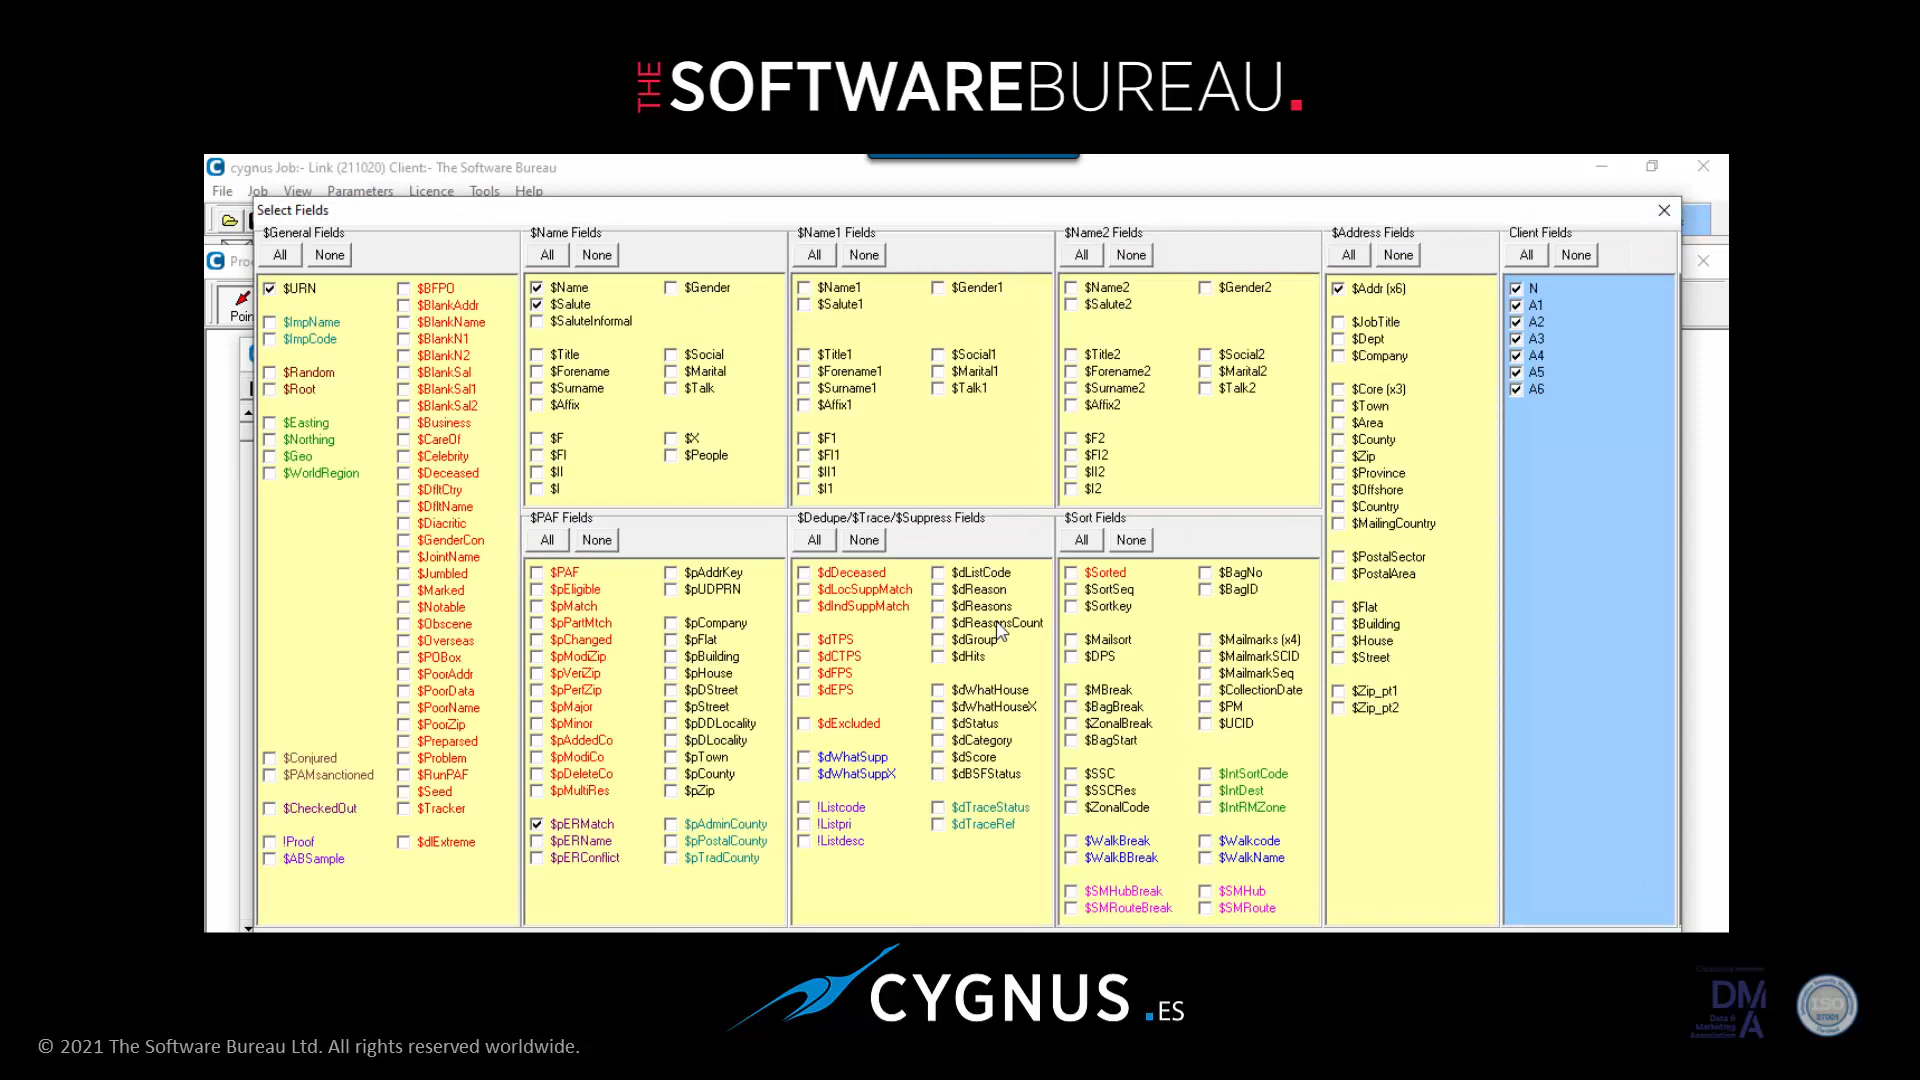 THE SOFTWAREBUREAU.
cygnus Job:- Link (211020) Client:- The Software Bureau
File Job View Parameters Licence Tools Help
Select Fields
Poin
$General Fields
All None
$URN
$ImpName
$ImpCode
$Random
$Root
$Easting
$Northing
$Geo
$WorldRegion
$Conjured
$PAMsanctioned
$CheckedOut
!Proof
$ABSample
$BFPO
$BlankAddr
$BlankName
$BlankN1
$BlankN2
$BlankSal
$BlankSal1
$BlankSal2
$Business
$CareOf
$Celebrity
$Deceased
$DfltCtry
$DfltName
$Diacritic
$GenderCon
$JointName
$Jumbled
$Marked
$Notable
$Obscene
$Overseas
$POBox
$PoorAddr
$PoorData
$PoorName
$PoorZip
$Preparsed
$Problem
$RunPAF
$Seed
$Tracker
$dlExtreme
$Name Fields
All None
$Name
$Salute
$SaluteInformal
$Title
$Forename
$Surname
$Affix
$F
$FI
$II
$I
$Gender
$Social
$Marital
$Talk
$X
$People
$Name1 Fields
All None
$Name1
$Salute1
$Title1
$Forename1
$Surname1
$Affix1
$F1
$FI1
$II1
$I1
$Gender1
$Social1
$Marital1
$Talk1
$Name2 Fields
All None
$Name2
$Salute2
$Title2
$Forename2
$Surname2
$Affix2
$F2
$FI2
$II2
$I2
$Gender2
$Social2
$Marital2
$Talk2
$PAF Fields
All None
$PAF
$pEligible
$pMatch
$pPartMtch
$pChanged
$pModiZip
$pVeriZip
$pPerfZip
$pMajor
$pMinor
$pAddedCo
$pModiCo
$pDeleteCo
$pMultiRes
$pERMatch
$pERName
$pERConflict
$pAddrKey
$pUDPRN
$pCompany
$pFlat
$pBuilding
$pHouse
$pDStreet
$pStreet
$pDDLocality
$pDLocality
$pTown
$pCounty
$pZip
$pAdminCounty
$pPostalCounty
$pTradCounty
$Dedupe/$Trace/$Suppress Fields
All None
$dDeceased
$dLocSuppMatch
$dIndSuppMatch
$dTPS
$dCTPS
$dFPS
$dEPS
$dExcluded
$dWhatSupp
$dWhatSuppX
!Listcode
!Listpri
!Listdesc
$dListCode
$dReason
$dReasons
$dReasonsCount
$dGroup
$dHits
$dWhatHouse
$dWhatHouseX
$dStatus
$dCategory
$dScore
$dBSFStatus
$dTraceStatus
$dTraceRef
$Sort Fields
All None
$Sorted
$SortSeq
$Sortkey
$Mailsort
$DPS
$MBreak
$BagBreak
$ZonalBreak
$BagStart
$SSC
$SSCRes
$ZonalCode
$WalkBreak
$WalkBBreak
$SMHubBreak
$SMRouteBreak
$BagNo
$BagID
$Mailmarks (x4)
$MailmarkSCID
$MailmarkSeq
$CollectionDate
$PM
$UCID
$IntSortCode
$IntDest
$IntRMZone
$Walkcode
$WalkName
$SMHub
$SMRoute
$Address Fields
All None
$Addr (x6)
$JobTitle
$Dept
$Company
$Core (x3)
$Town
$Area
$County
$Zip
$Province
$Offshore
$Country
$MailingCountry
$PostalSector
$PostalArea
$Flat
$Building
$House
$Street
$Zip_pt1
$Zip_pt2
Client Fields
All None
N
A1
A2
A3
A4
A5
A6
CYGNUS .ES
DMA
Data &
Marketing
Association
ISO
27001
© 2021 The Software Bureau Ltd. All rights reserved worldwide.